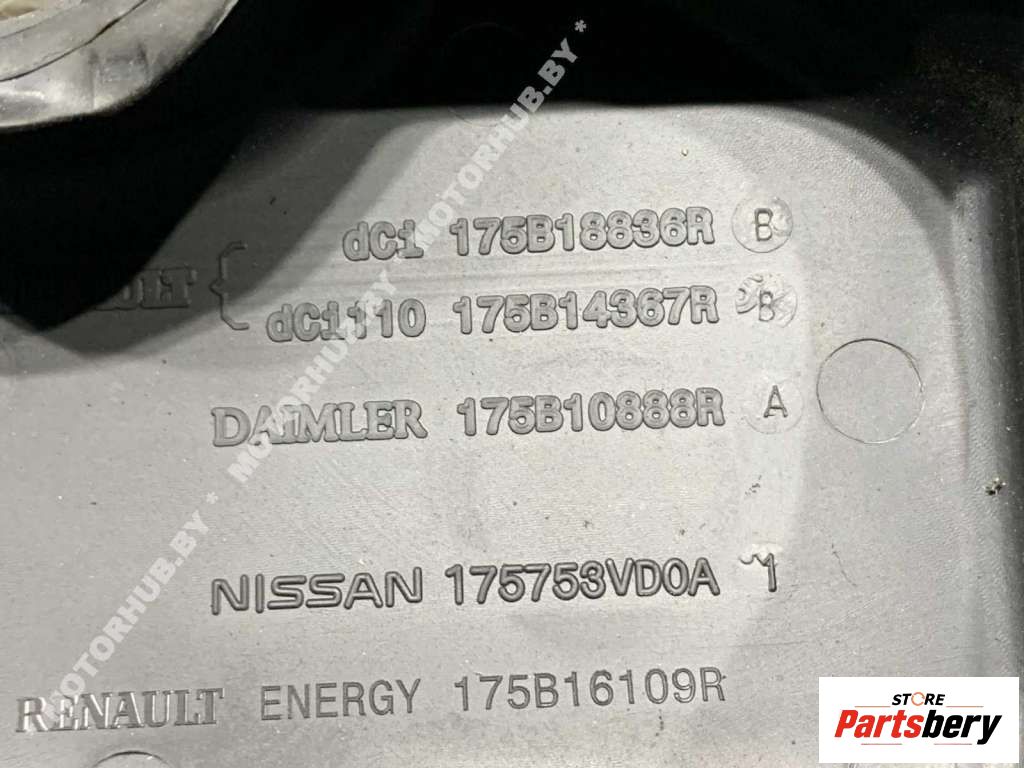 dCi 175B18836R B
dCi110 175B14367R B
DAIMLER 175B10888R A
NISSAN 175753VD0A 1
RENAULT ENERGY 175B16109R
* MOTORHUB.BY * MOTORHUB.BY * MOTORHUB.BY *
STORE
Partsbery